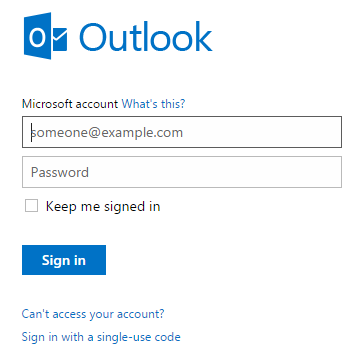 Outlook
Microsoft account What's this?
someone@example.com
Password
Keep me signed in
Sign in
Can't access your account?
Sign in with a single-use code